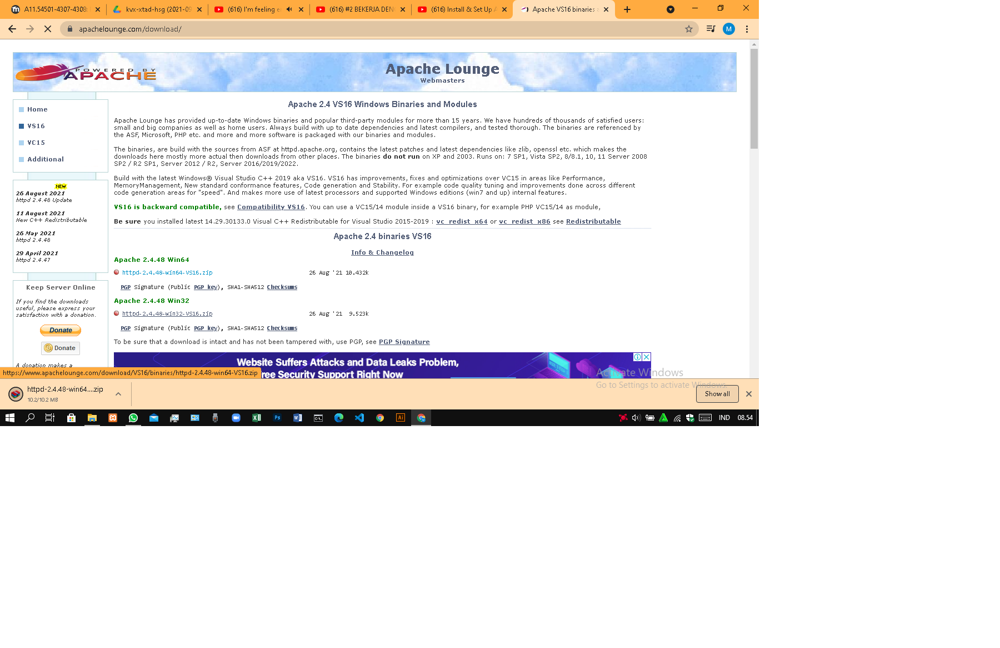 A11.54501-4307-4308:
kvx-xtad-hsg (2021-09
(616) I'm feeling e
(616) #2 BEKERJA DEN
(616) Install & Set Up A
Apache VS16 binaries
apachelounge.com/download/
M
POWERED BY
APACHE
Apache Lounge
Webmasters
Home
VS16
VC15
Additional
NEW
26 August 2021
httpd 2.4.48 Update
11 August 2021
New C++ Redistributable
26 May 2021
httpd 2.4.48
29 April 2021
httpd 2.4.47
Keep Server Online
If you find the downloads
useful, please express your
satisfaction with a donation.
Donate
Donate
A donation makes a
Apache 2.4 VS16 Windows Binaries and Modules
Apache Lounge has provided up-to-date Windows binaries and popular third-party modules for more than 15 years. We have hundreds of thousands of satisfied users:
small and big companies as well as home users. Always build with up to date dependencies and latest compilers, and tested thorough. The binaries are referenced by
the ASF, Microsoft, PHP etc. and more and more software is packaged with our binaries and modules.
The binaries, are build with the sources from ASF at httpd.apache.org, contains the latest patches and latest dependencies like zlib, openssl etc. which makes the
downloads here mostly more actual then downloads from other places. The binaries do not run on XP and 2003. Runs on: 7 SP1, Vista SP2, 8/8.1, 10, 11 Server 2008
SP2 / R2 SP1, Server 2012 / R2, Server 2016/2019/2022.
Build with the latest Windows® Visual Studio C++ 2019 aka VS16. VS16 has improvements, fixes and optimizations over VC15 in areas like Performance,
MemoryManagement, New standard conformance features, Code generation and Stability. For example code quality tuning and improvements done across different
code generation areas for "speed". And makes more use of latest processors and supported Windows editions (win7 and up) internal features.
VS16 is backward compatible, see Compatibility VS16. You can use a VC15/14 module inside a VS16 binary, for example PHP VC15/14 as module,
Be sure you installed latest 14.29.30133.0 Visual C++ Redistributable for Visual Studio 2015-2019 : vc_redist_x64 or vc_redist_x86 see Redistributable
Apache 2.4 binaries VS16
Info & Changelog
Apache 2.4.48 Win64
httpd-2.4.48-win64-VS16.zip 26 Aug '21 10.432k
PGP Signature (Public PGP key), SHA1-SHA512 Checksums
Apache 2.4.48 Win32
httpd-2.4.48-win32-VS16.zip 26 Aug '21 9.523k
PGP Signature (Public PGP key), SHA1-SHA512 Checksums
To be sure that a download is intact and has not been tampered with, use PGP, see PGP Signature
Website Suffers Attacks and Data Leaks Problem,
ree Security Support Right Now
Activate Windows
Go to Settings to activate Windows.
https://www.apachelounge.com/download/VS16/binaries/httpd-2.4.48-win64-VS16.zip
httpd-2.4.48-win64....zip
10.2/10.2 MB
Show all
Ps
Ai
IND
08.54